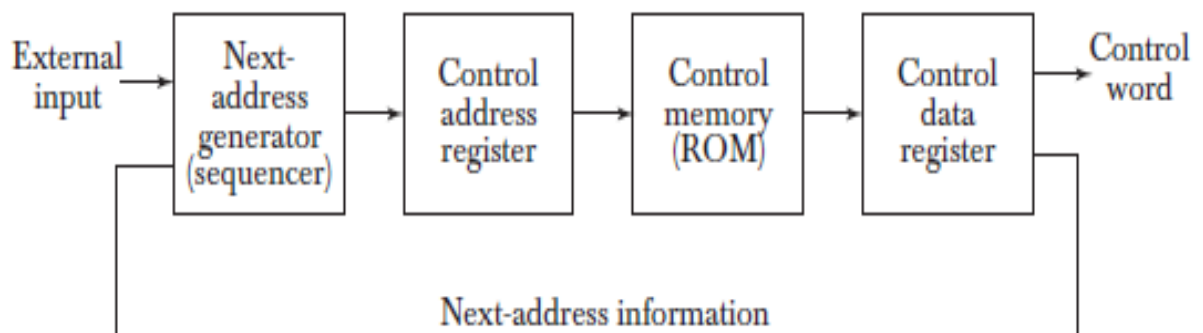 External
input
Next-
address
generator
(sequencer)
Control
address
register
Control
memory
(ROM)
Control
data
register
Control
word
Next-address information